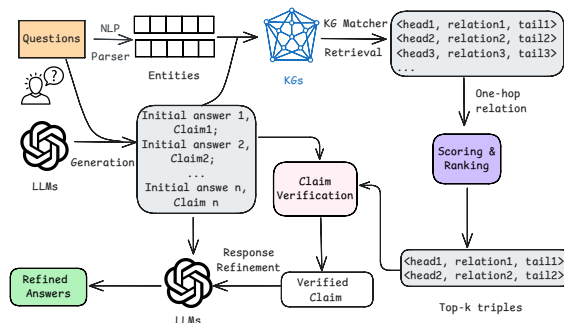 Questions
NLP
Parser
Entities
KGs
KG Matcher
Retrieval
<head1, relation1, tail1>
<head2, relation2, tail2>
<head3, relation3, tail3>
...
?
LLMs
Generation
Initial answer 1,
Claim1;
Initial answer 2,
Claim2;
...
Initial answe n,
Claim n
Claim
Verification
One-hop
relation
Scoring &
Ranking
<head1, relation1, tail1>
<head2, relation2, tail2>
Top-k triples
Verified
Claim
Response
Refinement
LLMs
Refined
Answers